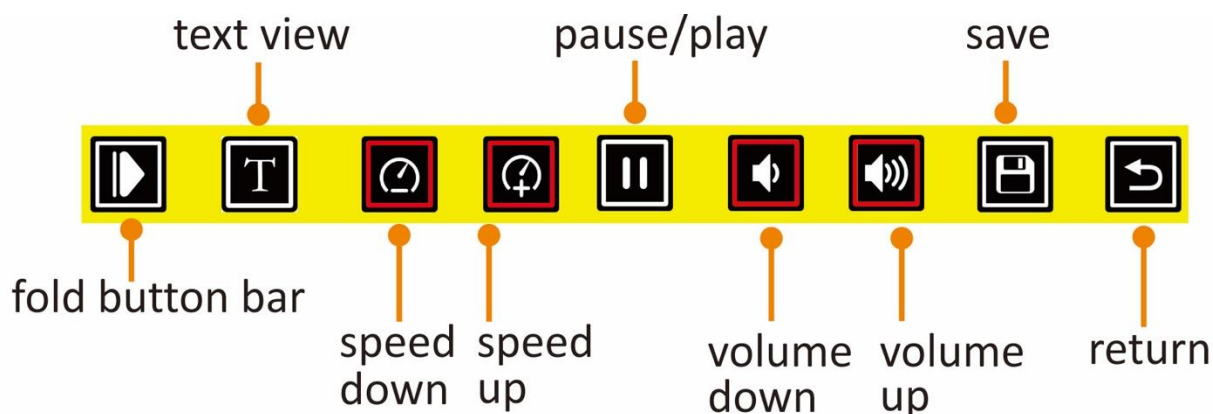 text view
pause/play
save
T
fold button bar
speed down
speed up
volume down
volume up
return